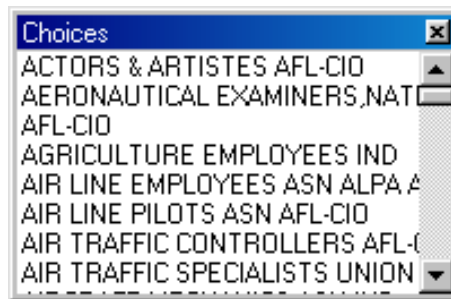 Choices
ACTORS & ARTISTES AFL-CIO
AERONAUTICAL EXAMINERS,NAT
AFL-CIO
AGRICULTURE EMPLOYEES IND
AIR LINE EMPLOYEES ASN ALPA A
AIR LINE PILOTS ASN AFL-CIO
AIR TRAFFIC CONTROLLERS AFL-
AIR TRAFFIC SPECIALISTS UNION